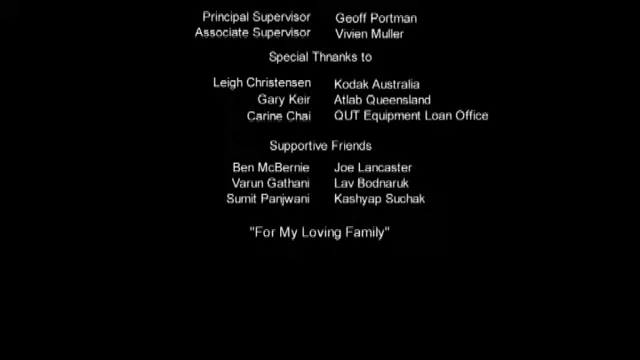 Principal Supervisor Geoff Portman
Associate Supervisor Vivien Muller
Special Thnanks to
Leigh Christensen Kodak Australia
Gary Keir Atlab Queensland
Carine Chai QUT Equipment Loan Office
Supportive Friends
Ben McBernie Joe Lancaster
Varun Gathani Lav Bodnaruk
Sumit Panjwani Kashyap Suchak
"For My Loving Family"